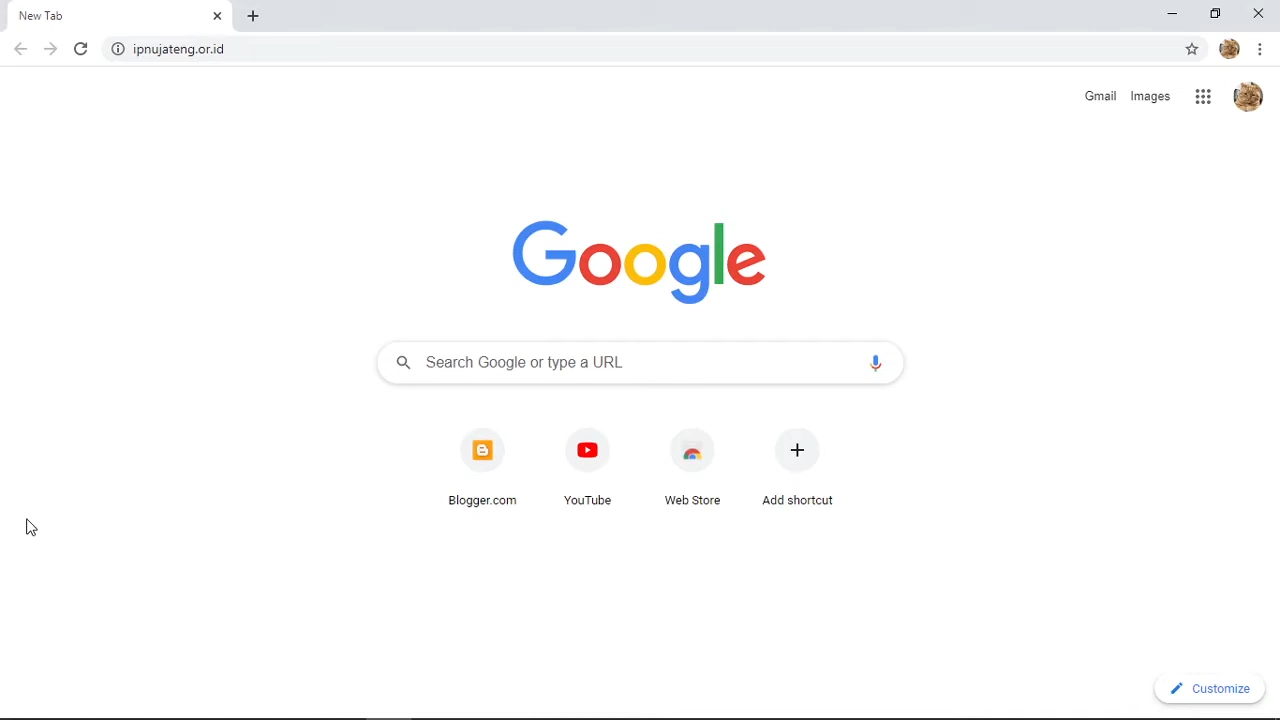 New Tab
ipnujateng.or.id
Gmail Images
Google
Search Google or type a URL
Blogger.com YouTube Web Store Add shortcut
Customize